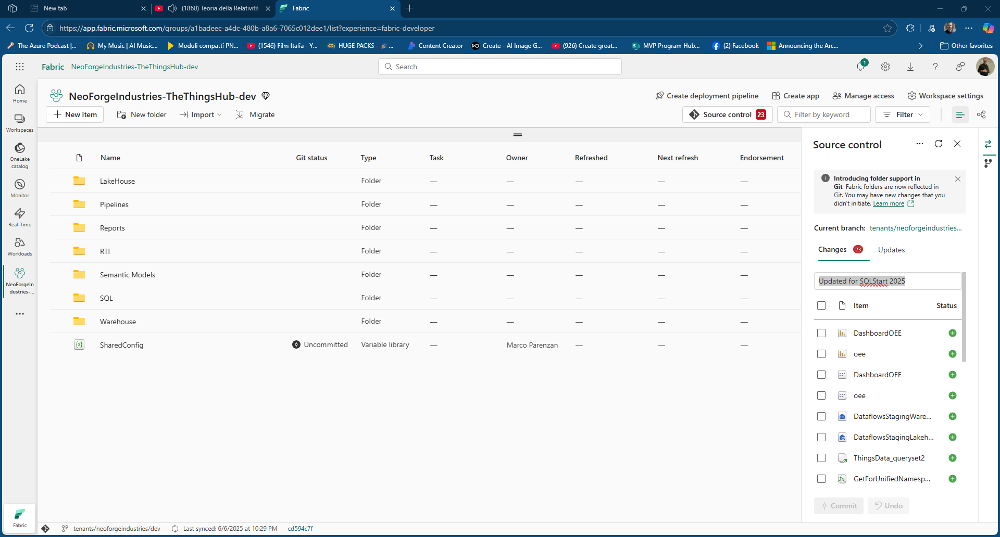 New tab
(1860) Teoria della Relatività
Fabric
https://app.fabric.microsoft.com/groups/a1badeec-a4dc-480b-a8a6-7065c012dee1/list?experience=fabric-developer
The Azure Podcast |...
My Music | AI Music...
Moduli compatti PN...
(1546) Film Italia - Y...
HUGE PACKS - ...
Content Creator
Create - AI Image G...
(926) Create great...
MVP Program Hub...
(2) Facebook
Announcing the Arc...
Other favorites
Fabric NeoForgeIndustries-TheThingsHub-dev
Search
1
NeoForgeIndustries-TheThingsHub-dev
Create deployment pipeline
Create app
Manage access
Workspace settings
New item
New folder
Import
Migrate
Source control 23
Filter by keyword
Filter
Home
Workspaces
OneLake
catalog
Monitor
Real-Time
Workloads
NeoForgeIn
dustries-...
Fabric
Name Git status Type Task Owner Refreshed Next refresh Endorsement
LakeHouse Folder — — — — —
Pipelines Folder — — — — —
Reports Folder — — — — —
RTI Folder — — — — —
Semantic Models Folder — — — — —
SQL Folder — — — — —
Warehouse Folder — — — — —
SharedConfig Uncommitted Variable library — Marco Parenzan — — —
Source control
Introducing folder support in
Git Fabric folders are now reflected in
Git. You may have new changes that you
didn't initiate. Learn more
Current branch: tenants/neoforgeindustries...
Changes 23 Updates
Updated for SQLStart 2025
Item Status
DashboardOEE
oee
DashboardOEE
oee
DataflowsStagingWare...
DataflowsStagingLakeh...
ThingsData_queryset2
GetForUnifiedNamesp...
Commit Undo
tenants/neoforgeindustries/dev Last synced: 6/6/2025 at 10:29 PM cd594c7f